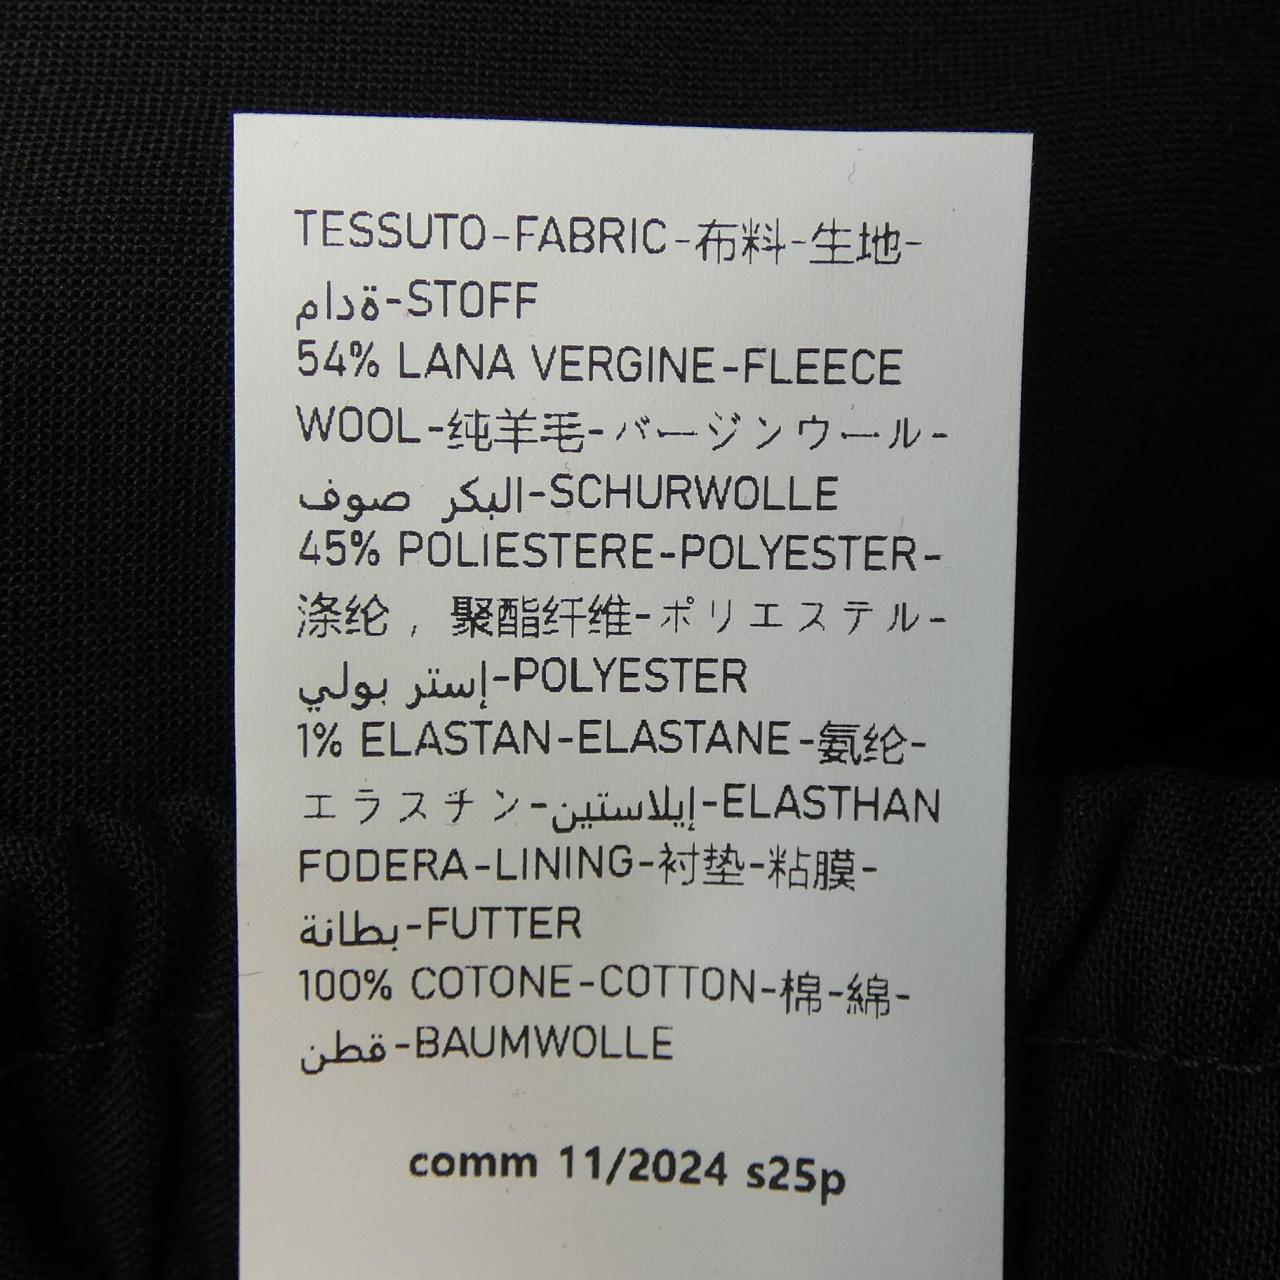 TESSUTO-FABRIC-布料-生地-
ةدام-STOFF
54% LANA VERGINE-FLEECE
WOOL-纯羊毛-バージンウール-
البكر صوف-SCHURWOLLE
45% POLIESTERE-POLYESTER-
涤纶，聚酯纤维-ポリエステル-
إستر بولي-POLYESTER
1% ELASTAN-ELASTANE-氨纶-
エラスチン-إيلاستين-ELASTHAN
FODERA-LINING-衬垫-粘膜-
بطانة-FUTTER
100% COTONE-COTTON-棉-綿-
قطن-BAUMWOLLE
comm 11/2024 s25p